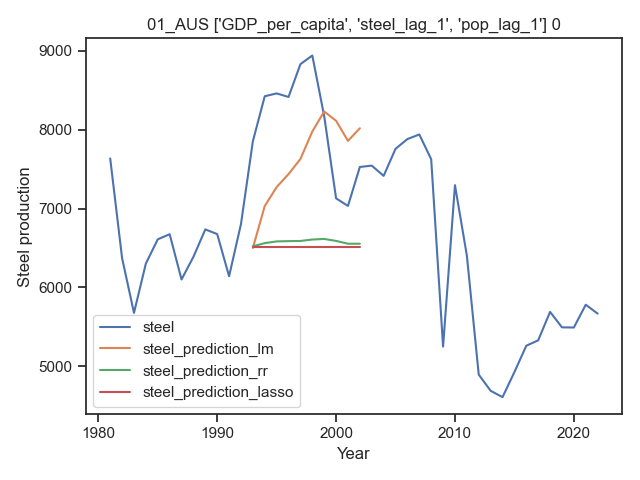 01_AUS ['GDP_per_capita', 'steel_lag_1', 'pop_lag_1'] 0
Steel production
9000
8000
7000
6000
5000
steel
steel_prediction_lm
steel_prediction_rr
steel_prediction_lasso
1980
1990
2000
2010
2020
Year